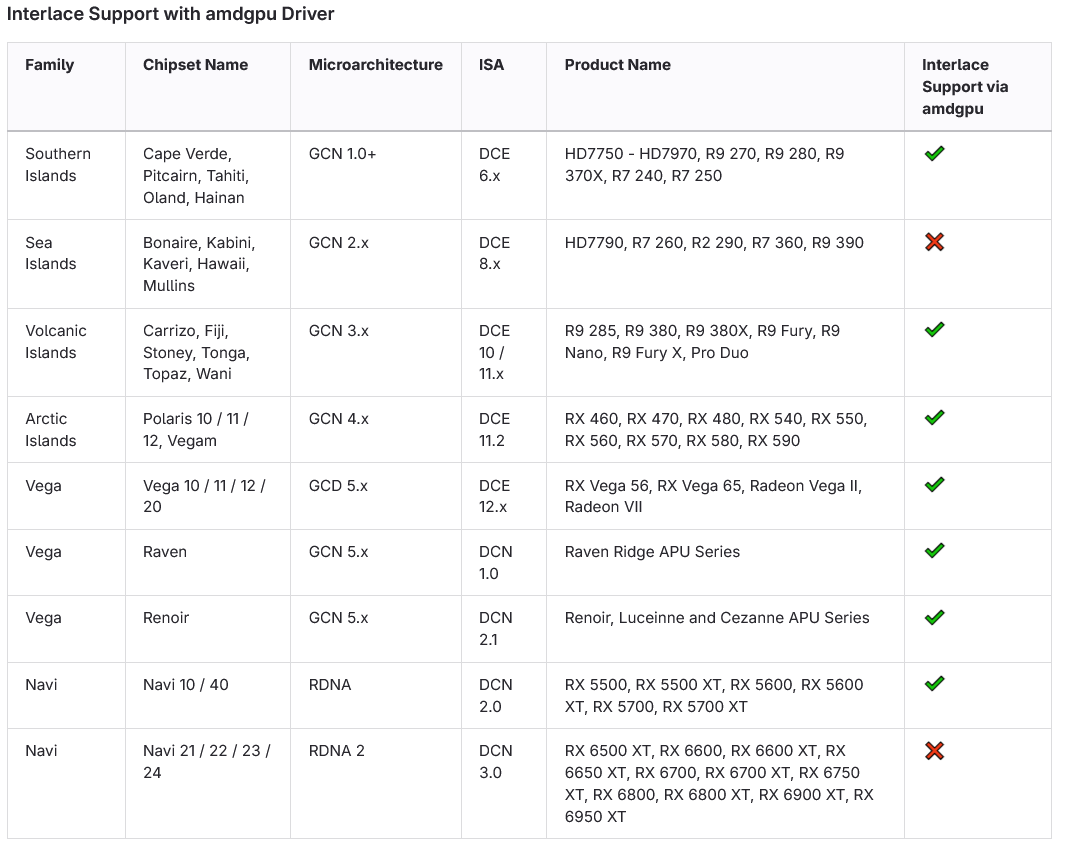 Interlace Support with amdgpu Driver
Family
Chipset Name
Microarchitecture
ISA
Product Name
Interlace
Support via
amdgpu
Southern
Islands
Cape Verde,
Pitcairn, Tahiti,
Oland, Hainan
GCN 1.0+
DCE
6.x
HD7750 - HD7970, R9 270, R9 280, R9
370X, R7 240, R7 250
Sea
Islands
Bonaire, Kabini,
Kaveri, Hawaii,
Mullins
GCN 2.x
DCE
8.x
HD7790, R7 260, R2 290, R7 360, R9 390
Volcanic
Islands
Carrizo, Fiji,
Stoney, Tonga,
Topaz, Wani
GCN 3.x
DCE
10 /
11.x
R9 285, R9 380, R9 380X, R9 Fury, R9
Nano, R9 Fury X, Pro Duo
Arctic
Islands
Polaris 10 / 11 /
12, Vegam
GCN 4.x
DCE
11.2
RX 460, RX 470, RX 480, RX 540, RX 550,
RX 560, RX 570, RX 580, RX 590
Vega
Vega 10 / 11 / 12 /
20
GCD 5.x
DCE
12.x
RX Vega 56, RX Vega 65, Radeon Vega II,
Radeon VII
Vega
Raven
GCN 5.x
DCN
1.0
Raven Ridge APU Series
Vega
Renoir
GCN 5.x
DCN
2.1
Renoir, Luceinne and Cezanne APU Series
Navi
Navi 10 / 40
RDNA
DCN
2.0
RX 5500, RX 5500 XT, RX 5600, RX 5600
XT, RX 5700, RX 5700 XT
Navi
Navi 21 / 22 / 23 /
24
RDNA 2
DCN
3.0
RX 6500 XT, RX 6600, RX 6600 XT, RX
6650 XT, RX 6700, RX 6700 XT, RX 6750
XT, RX 6800, RX 6800 XT, RX 6900 XT, RX
6950 XT